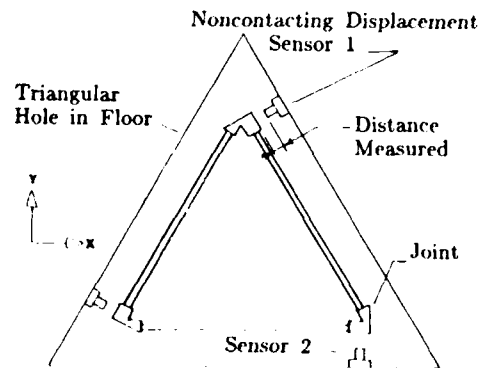 Noncontacting Displacement
Sensor 1
Triangular
Hole in Floor
Distance
Measured
Y
X
Joint
Sensor 2